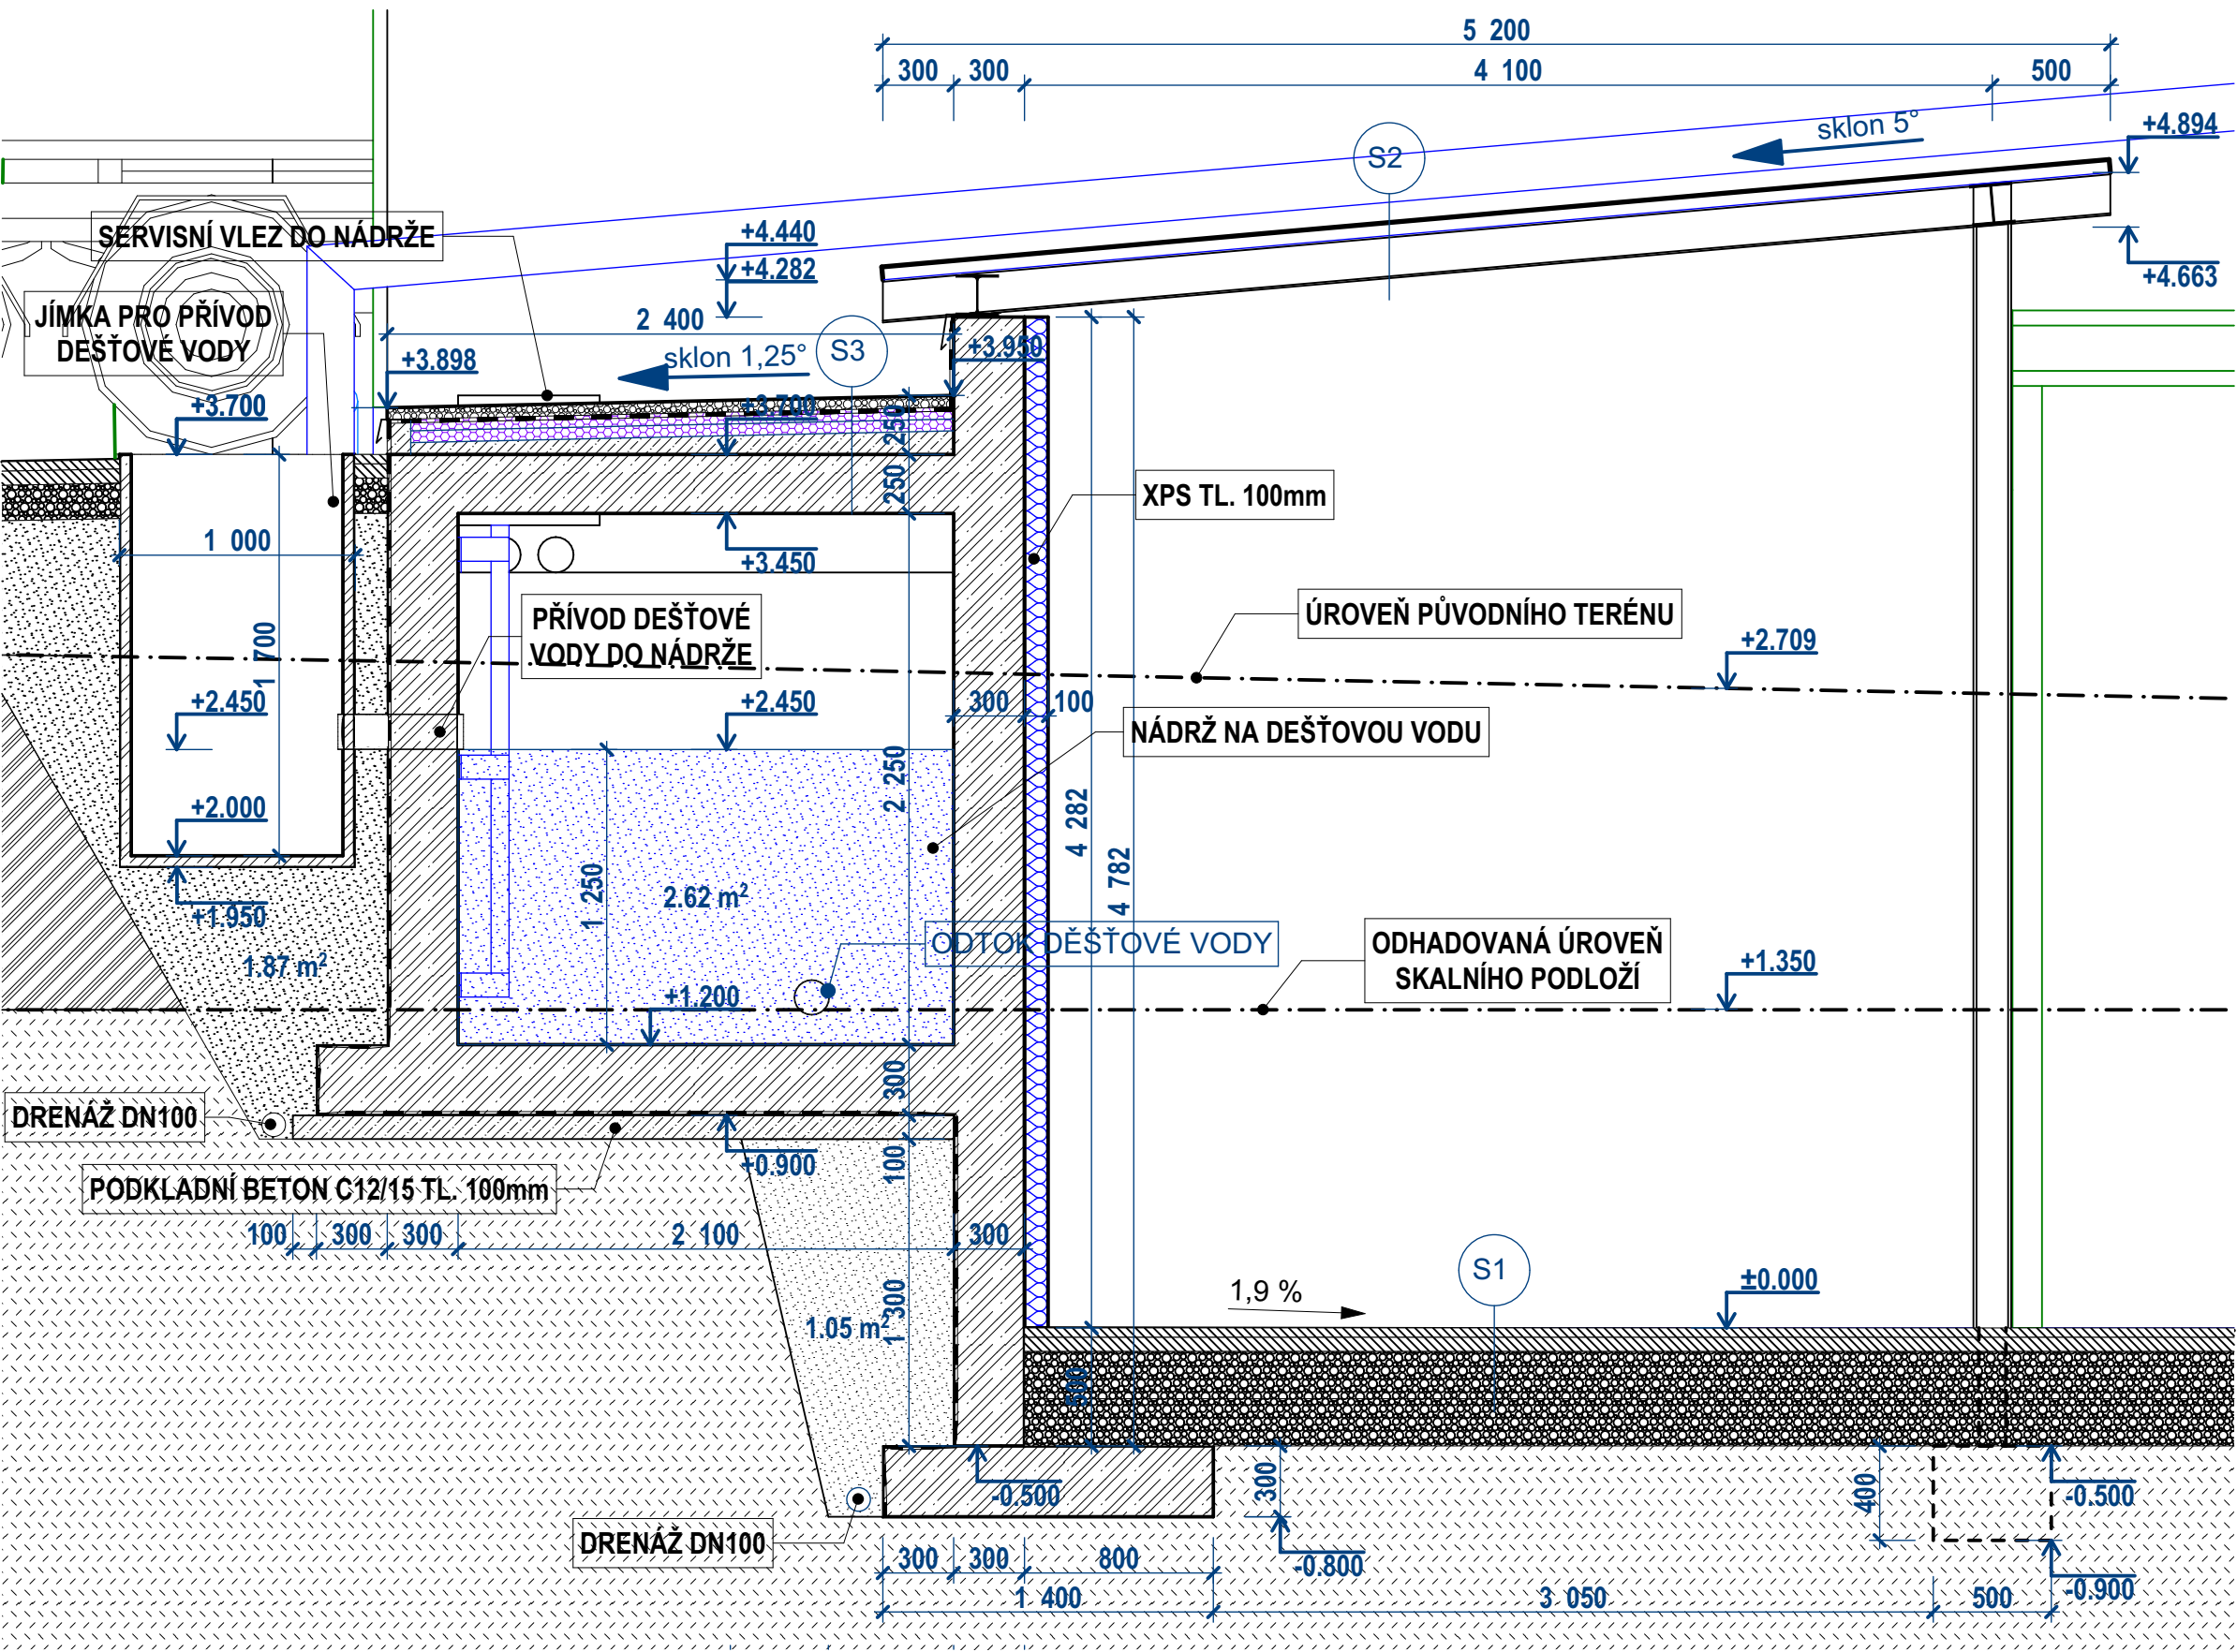 5 200
300 300 4 100 500
sklon 5°
+4.894
S2
SERVISNÍ VLEZ DO NÁDRŽE
+4.440
+4.282
+4.663
JÍMKA PRO PŘÍVOD
DEŠŤOVÉ VODY
2 400
sklon 1,25°
S3
+3.898
+3.950
+3.700
+3.700
250
250
XPS TL. 100mm
1 000
+3.450
PŘÍVOD DEŠŤOVÉ
VODY DO NÁDRŽE
ÚROVEŇ PŮVODNÍHO TERÉNU
1 700
+2.709
+2.450
+2.450
300 100
NÁDRŽ NA DEŠŤOVOU VODU
2 250
+2.000
4 282
4 782
1 250
2.62 m²
+1.950
ODTOK DĚŠŤOVÉ VODY
ODHADOVANÁ ÚROVEŇ
SKALNÍHO PODLOŽÍ
+1.350
1.87 m²
+1.200
300
DRENÁŽ DN100
+0.900
100
PODKLADNÍ BETON C12/15 TL. 100mm
100 300 300 2 100 300
S1
1,9 %
±0.000
1 300
1.05 m²
500
-0.500
300
400
-0.500
DRENÁŽ DN100
-0.800
-0.900
300 300 800
1 400 3 050 500